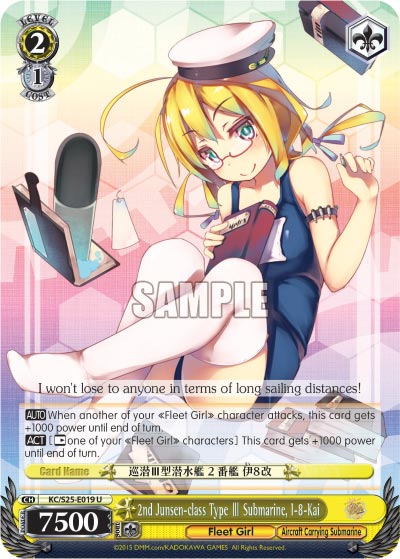 LEVEL
2
1
COST
SAMPLE
I won't lose to anyone in terms of long sailing distances!
AUTO When another of your «Fleet Girl» character attacks, this card gets
+1000 power until end of turn.
ACT [one of your «Fleet Girl» characters] This card gets +1000
power until end of turn.
Card Name 巡潜Ⅲ型潜水艦 2番艦 伊8改
CH KC/S25-E019 U
2nd Junsen-class Type Ⅲ Submarine, I-8-Kai
POWER 7500 SOUL
Fleet Girl Aircraft Carrying Submarine
©2013 DMM.com/KADOKAWA GAMES All Rights Reserved.